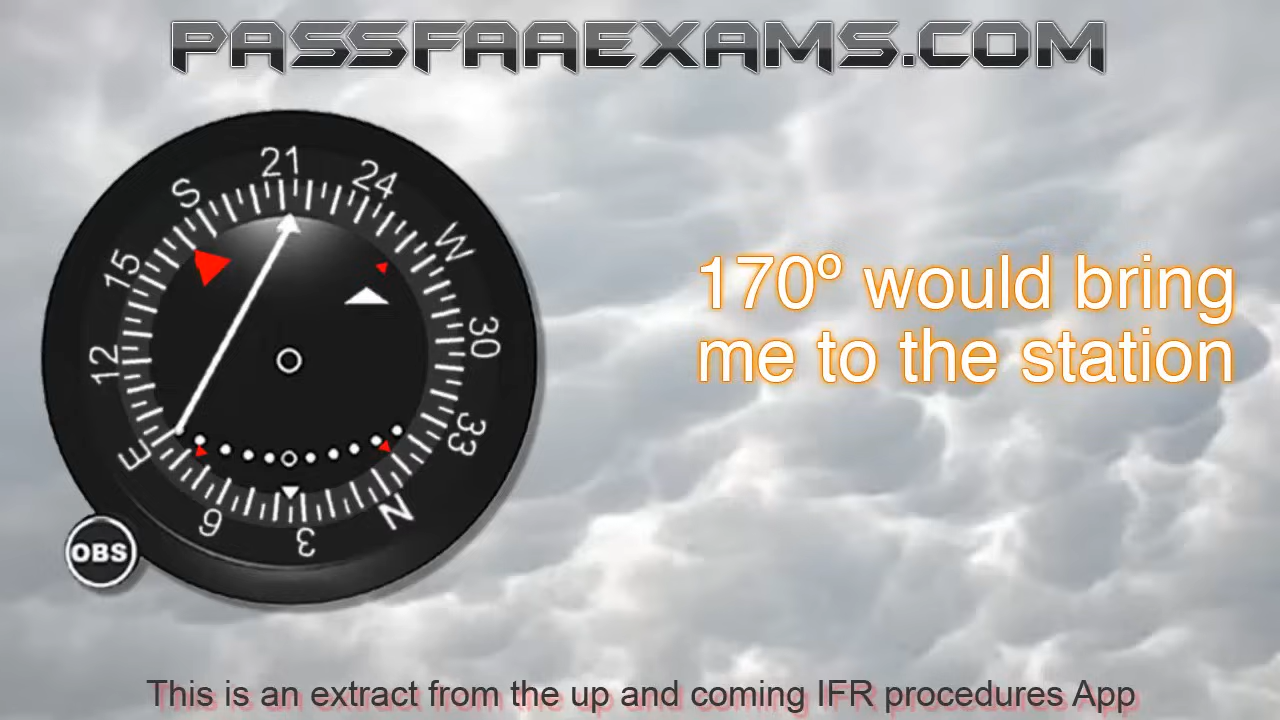 PASSFAAEXAMS.COM
21
24
S
W
15
30
12
33
E
N
6
3
OBS
170º would bring
me to the station
This is an extract from the up and coming IFR procedures App